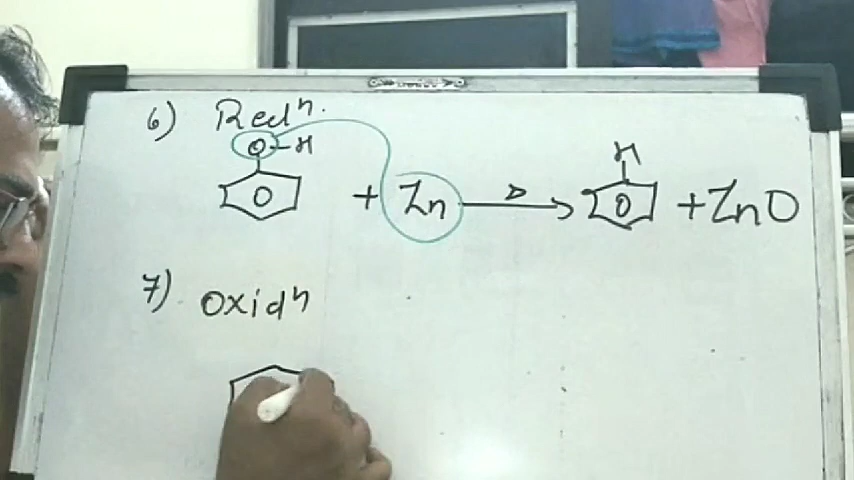 6) Redⁿ.
O-H H
+ Zn Δ + ZnO
7) Oxidⁿ